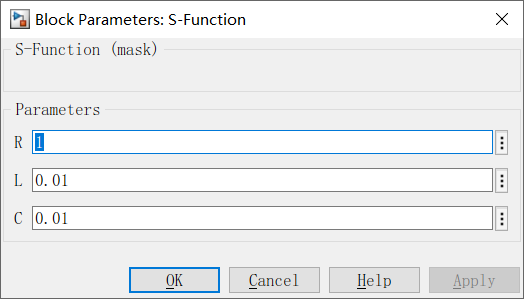 Block Parameters: S-Function
S-Function (mask)
Parameters
R 1
L 0.01
C 0.01
OK Cancel Help Apply